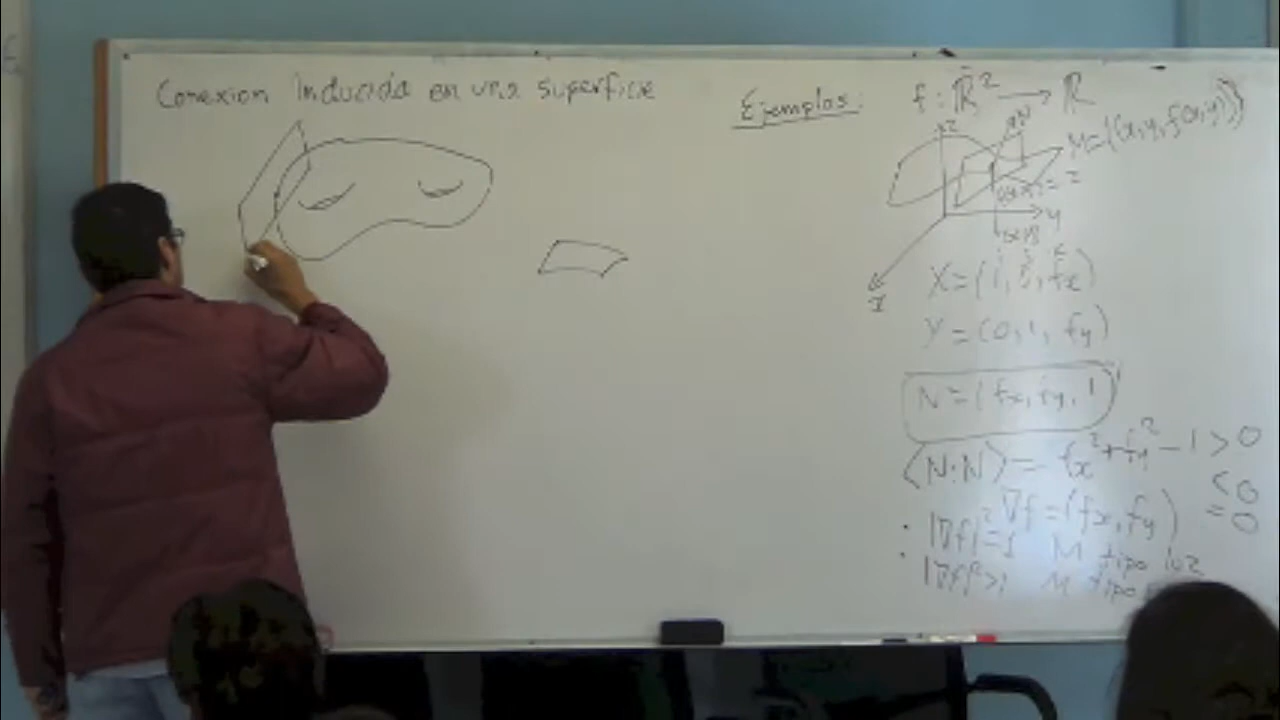 Conexion Inducida en una superficie
Ejemplos:
f: ℝ² → ℝ
M={(x,y,f(x,y))}
y
x
X=(1,0,fx)
Y=(0,1,fy)
N=(fx,fy,1
⟨N·N⟩= fx²+fy²-1>0
<0
=0
∇f=(fx,fy)
· |∇f|²=1 M tipo luz
· |∇f|²>1 M tipo